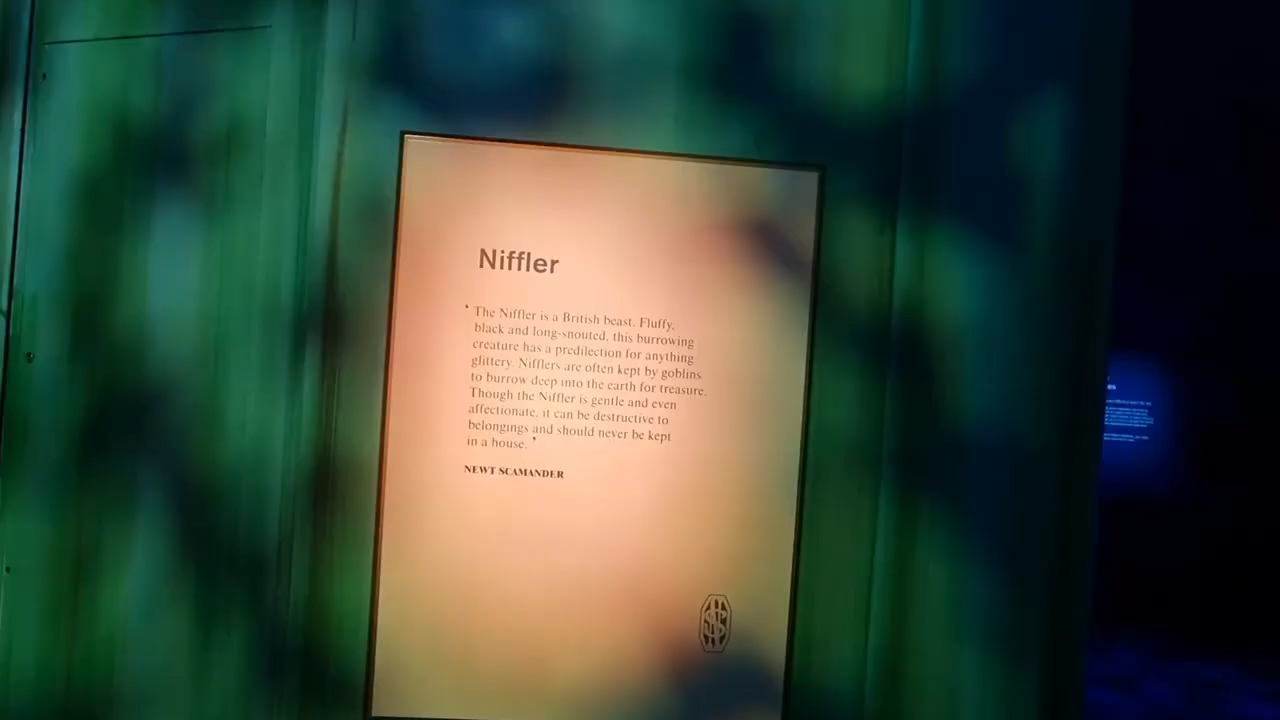 Niffler
‘ The Niffler is a British beast. Fluffy,
black and long-snouted, this burrowing
creature has a predilection for anything
glittery. Nifflers are often kept by goblins
to burrow deep into the earth for treasure.
Though the Niffler is gentle and even
affectionate, it can be destructive to
belongings and should never be kept
in a house. ’
NEWT SCAMANDER